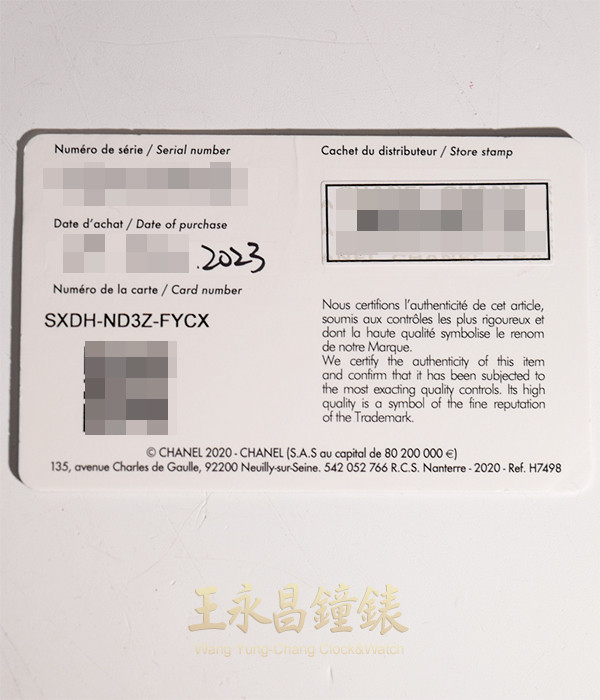 Numéro de série / Serial number
Date d'achat / Date of purchase
.2023
Numéro de la carte / Card number
SXDH-ND3Z-FYCX
Cachet du distributeur / Store stamp
Nous certifions l'authenticité de cet article,
soumis aux contrôles les plus rigoureux et
dont la haute qualité symbolise le renom
de notre Marque.
We certify the authenticity of this item
and confirm that it has been subjected to
the most exacting quality controls. Its high
quality is a symbol of the fine reputation
of the Trademark.
© CHANEL 2020 - CHANEL (S.A.S au capital de 80 200 000 €)
135, avenue Charles de Gaulle, 92200 Neuilly-sur-Seine. 542 052 766 R.C.S. Nanterre - 2020 - Ref. H7498
王永昌鐘錶
Wang Yung-Chang Clock&Watch